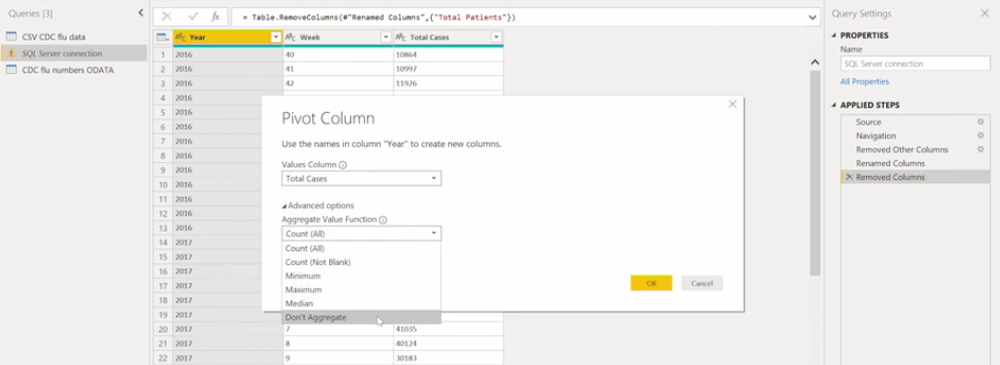 Queries [3]
CSV CDC flu data
SQL Server connection
CDC flu numbers ODATA
fx
= Table.RemoveColumns(#"Renamed Columns",{"Total Patients"})
ABC Year ABC Week ABC Total Cases
1 2016 40 10864
2 2016 41 10997
3 2016 42 11926
4 2016
5 2016
6 2016
7 2016
8 2016
9 2016
10 2016
11 2016
12 2016
13 2016
14 2017
15 2017
16 2017
17 2017
18 2017
19 2017
20 2017 7 41035
21 2017 8 40124
22 2017 9 30183
Pivot Column
Use the names in column "Year" to create new columns.
Values Column
Total Cases
Advanced options
Aggregate Value Function
Count (All)
Count (All)
Count (Not Blank)
Minimum
Maximum
Median
Don't Aggregate
OK Cancel
Query Settings
PROPERTIES
Name
SQL Server connection
All Properties
APPLIED STEPS
Source
Navigation
Removed Other Columns
Renamed Columns
Removed Columns